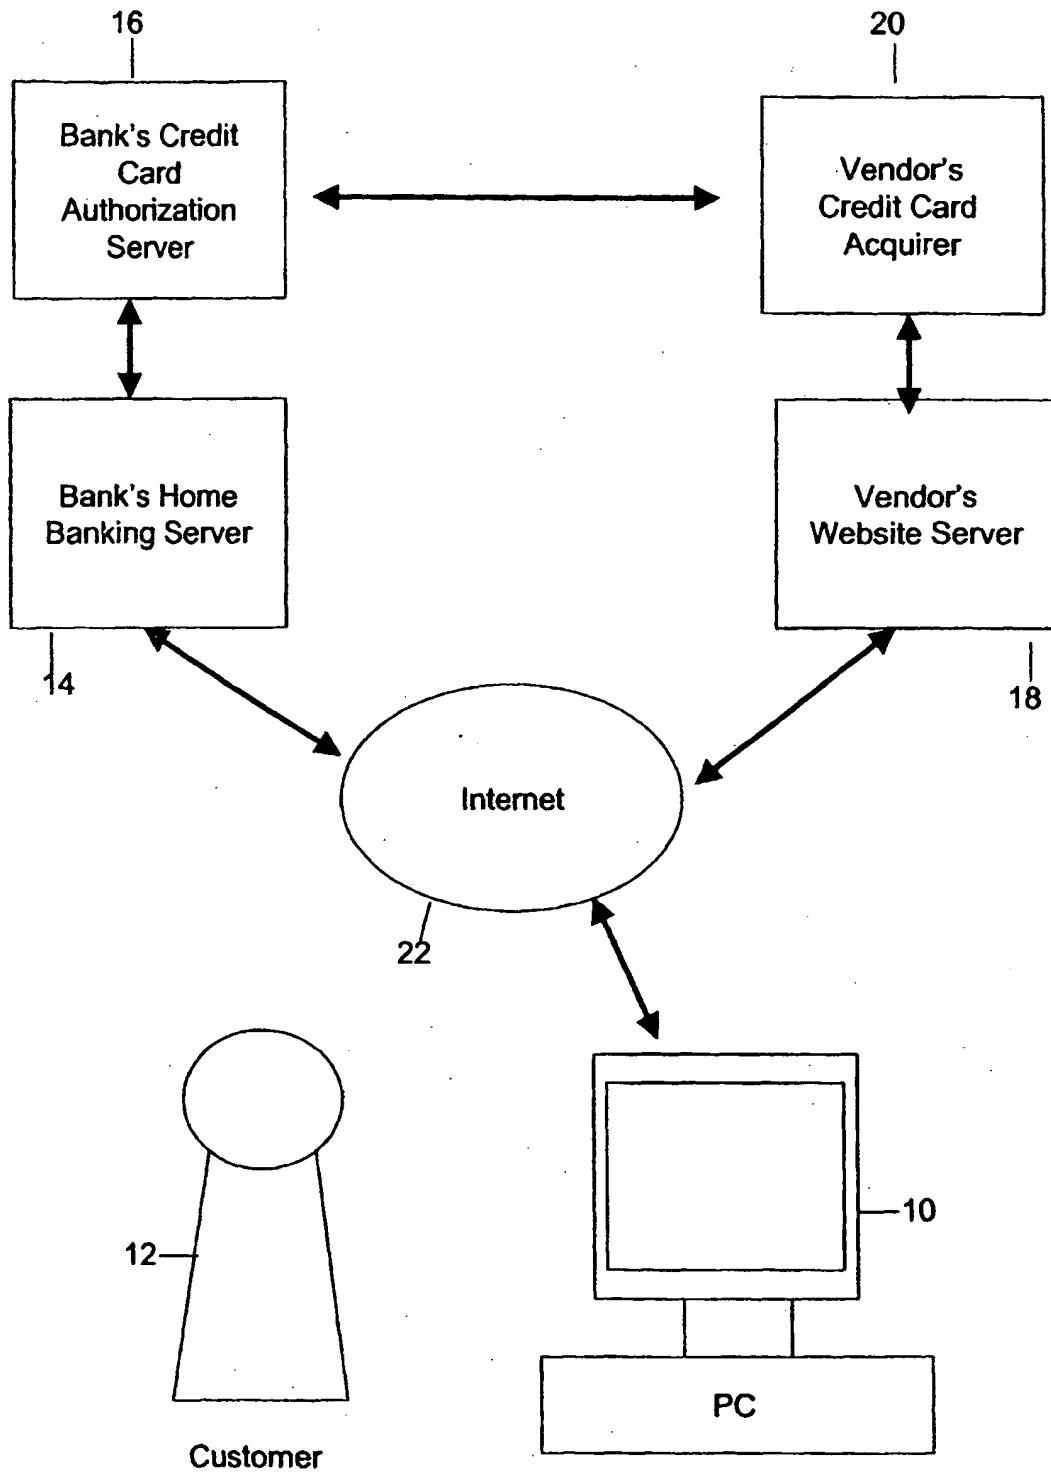 16
20
Bank's Credit
Card
Authorization
Server
Vendor's
Credit Card
Acquirer
Bank's Home
Banking Server
Vendor's
Website Server
14
18
Internet
22
12
10
PC
Customer